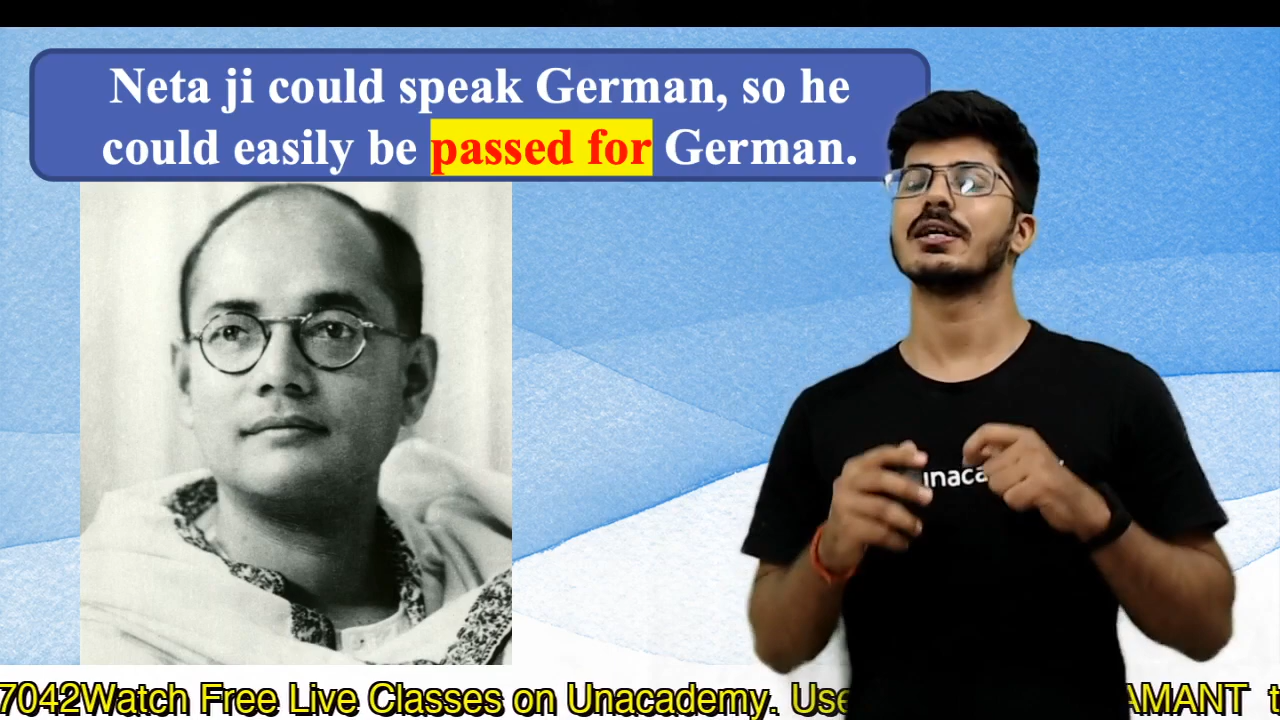 Neta ji could speak German, so he
could easily be passed for German.
unaca
7042Watch Free Live Classes on Unacademy. Use AMANT t